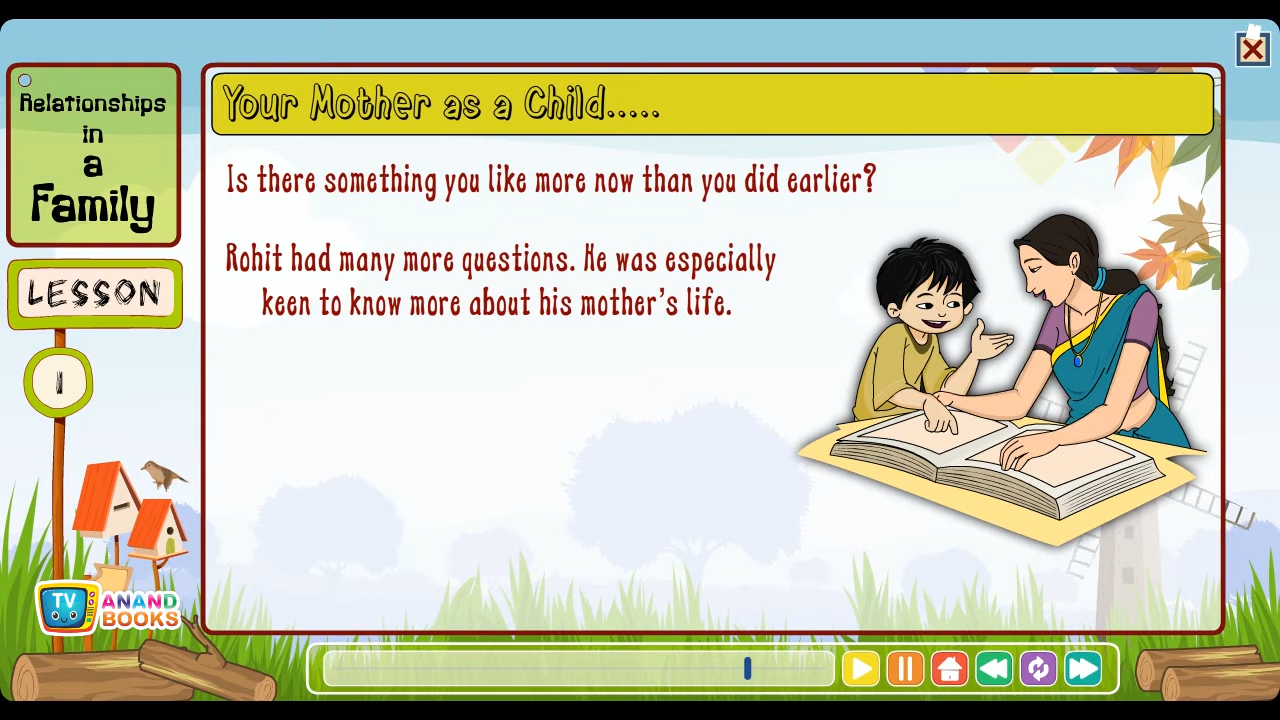 Relationships
in
a
Family
LESSON
1
Your Mother as a Child.....
Is there something you like more now than you did earlier?
Rohit had many more questions. He was especially
keen to know more about his mother's life.
TV
ANAND
BOOKS